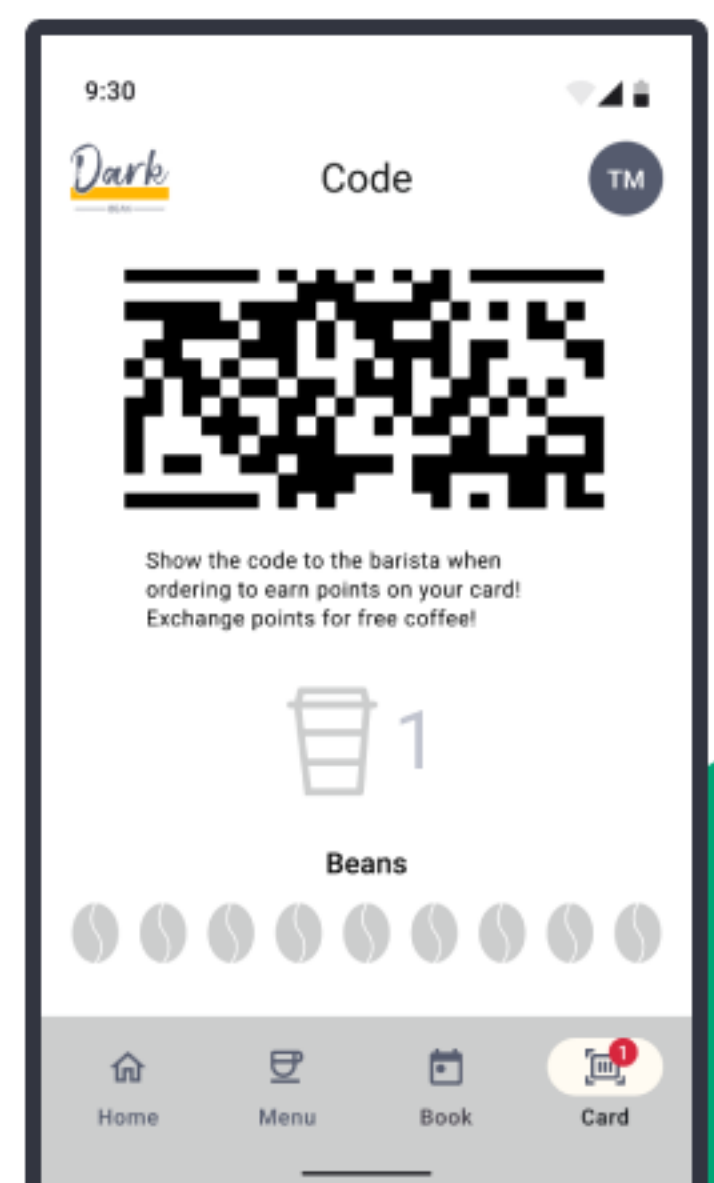 9:30
Dark
BEAN
Code
TM
Show the code to the barista when
ordering to earn points on your card!
Exchange points for free coffee!
1
Beans
1
Home
Menu
Book
Card